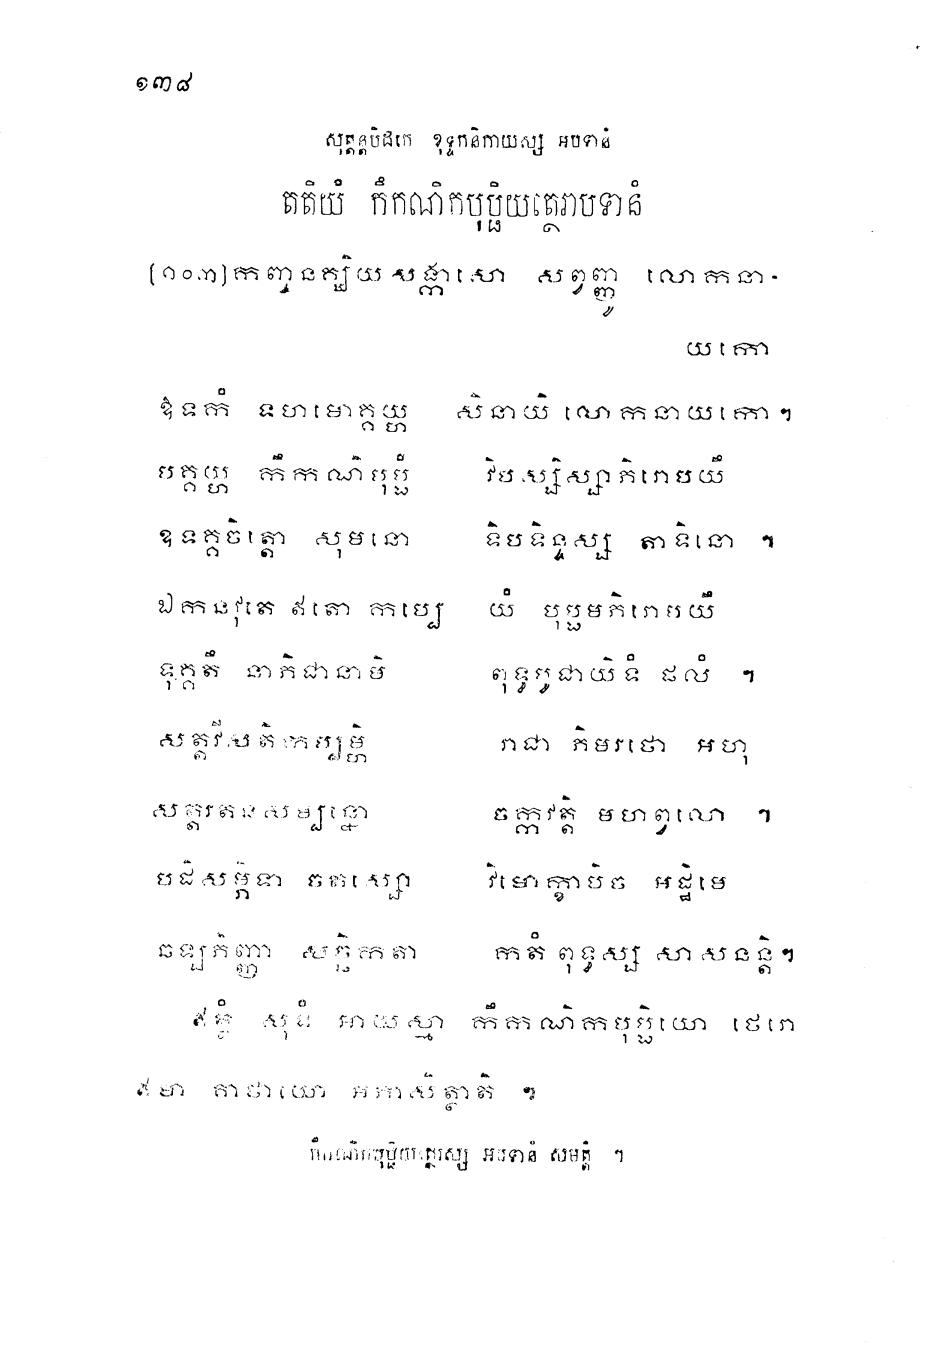 ១៣៨
សុត្តន្តបិដកេ ខុទ្ទកនិកាយស្ស អបទានំ
តតិយំ កឹកណិកបុប្ផិយត្ថេរាបទានំ
[១០៣] កញ្ចនគ្ឃិយសង្កាសោ សព្វញ្ញូ លោកនា-
យកោ
ឱទកំ ទហមោគ្គយ្ហ សិនាយិ លោកនាយកោ ។
បគ្គយ្ហ កឹកណិបុប្ផំ វិបស្សិស្សាភិរោបយឹ
ឧទគ្គចិត្តោ សុមនោ ទិបទិន្ទស្ស តាទិនោ ។
ឯកនវុតេ ឥតោ កប្បេ យំ បុប្ផមភិរោបយឹ
ទុគ្គតឹ នាភិជានាមិ ពុទ្ធបូជាយិទំ ផលំ ។
សត្តវីសតិកប្បម្ហិ រាជា ភិមរថោ អហុ
សត្តរតនសម្បន្នោ ចក្កវត្តិ មហព្វលោ ។
បដិសម្ភិទា ចតស្សោ វិមោក្ខាបិច អដ្ឋិមេ
ឆឡភិញ្ញា សច្ឆិកតា កតំ ពុទ្ធស្ស សាសនន្តិ។
ឥត្ថំ សុទំ អាយស្មា កឹកណិកបុប្ផិយោ ថេរោ
ឥមា គាថាយោ អភាសិត្ថាតិ ។
កឹកណិកបុប្ផិយត្ថេរស្ស អបទានំ សមត្តំ ។